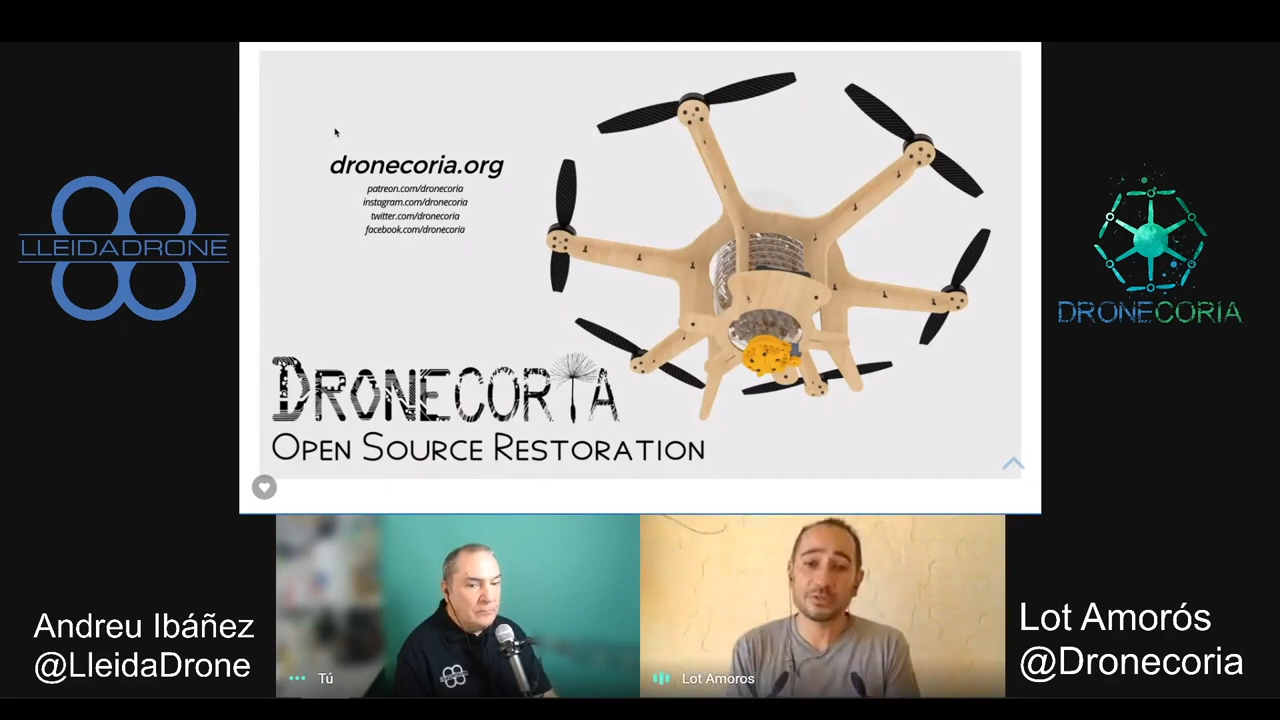 dronecoria.org
patreon.com/dronecoria
instagram.com/dronecoria
twitter.com/dronecoria
facebook.com/dronecoria
LLEIDADRONE
DRONECORIA
DRONECORIA
OPEN SOURCE RESTORATION
Andreu Ibáñez
@LleidaDrone
Tú
Lot Amoros
Lot Amorós
@Dronecoria